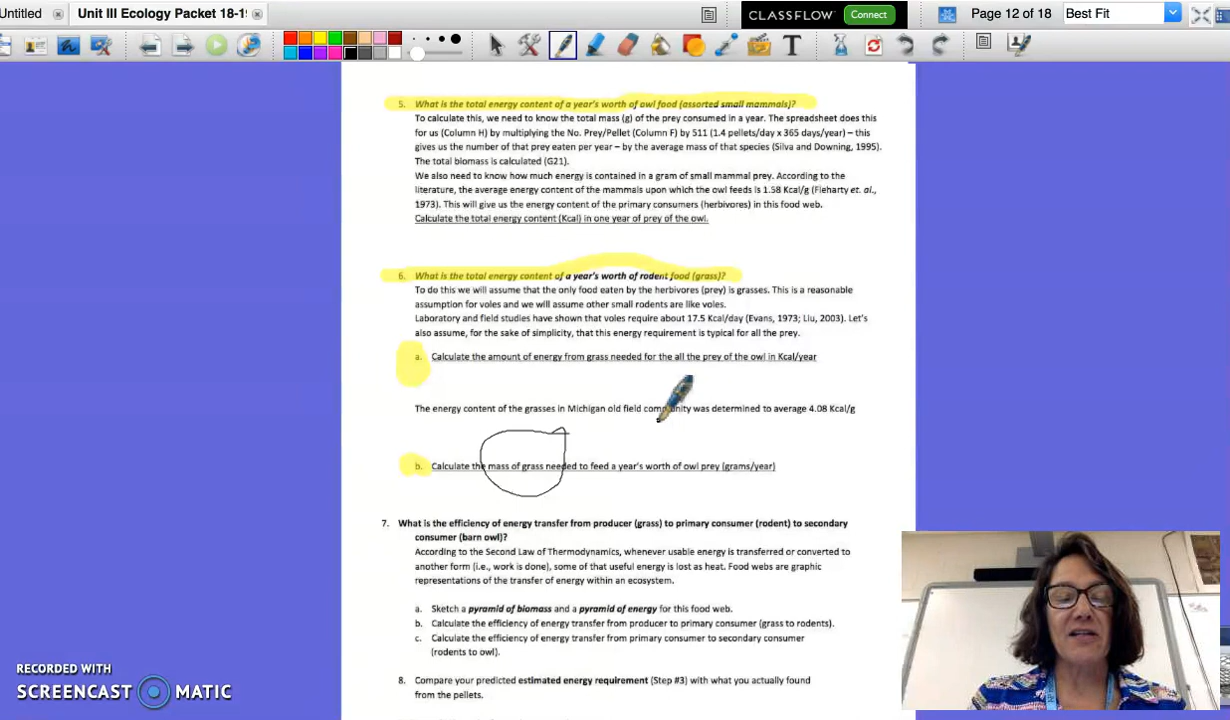 Untitled
Unit III Ecology Packet 18-1
CLASSFLOW
Connect
Page 12 of 18
Best Fit
5. What is the total energy content of a year's worth of owl food (assorted small mammals)?
To calculate this, we need to know the total mass (g) of the prey consumed in a year. The spreadsheet does this
for us (Column H) by multiplying the No. Prey/Pellet (Column F) by 511 (1.4 pellets/day x 365 days/year) – this
gives us the number of that prey eaten per year – by the average mass of that species (Silva and Downing, 1995).
The total biomass is calculated (G21).
We also need to know how much energy is contained in a gram of small mammal prey. According to the
literature, the average energy content of the mammals upon which the owl feeds is 1.58 Kcal/g (Fleharty et. al.,
1973). This will give us the energy content of the primary consumers (herbivores) in this food web.
Calculate the total energy content (Kcal) in one year of prey of the owl.
6. What is the total energy content of a year's worth of rodent food (grass)?
To do this we will assume that the only food eaten by the herbivores (prey) is grasses. This is a reasonable
assumption for voles and we will assume other small rodents are like voles.
Laboratory and field studies have shown that voles require about 17.5 Kcal/day (Evans, 1973; Liu, 2003). Let's
also assume, for the sake of simplicity, that this energy requirement is typical for all the prey.
a. Calculate the amount of energy from grass needed for the all the prey of the owl in Kcal/year
The energy content of the grasses in Michigan old field community was determined to average 4.08 Kcal/g
b. Calculate the mass of grass needed to feed a year's worth of owl prey (grams/year)
7. What is the efficiency of energy transfer from producer (grass) to primary consumer (rodent) to secondary
consumer (barn owl)?
According to the Second Law of Thermodynamics, whenever usable energy is transferred or converted to
another form (i.e., work is done), some of that useful energy is lost as heat. Food webs are graphic
representations of the transfer of energy within an ecosystem.
a. Sketch a pyramid of biomass and a pyramid of energy for this food web.
b. Calculate the efficiency of energy transfer from producer to primary consumer (grass to rodents).
c. Calculate the efficiency of energy transfer from primary consumer to secondary consumer
(rodents to owl).
8. Compare your predicted estimated energy requirement (Step #3) with what you actually found
from the pellets.
RECORDED WITH
SCREENCAST MATIC